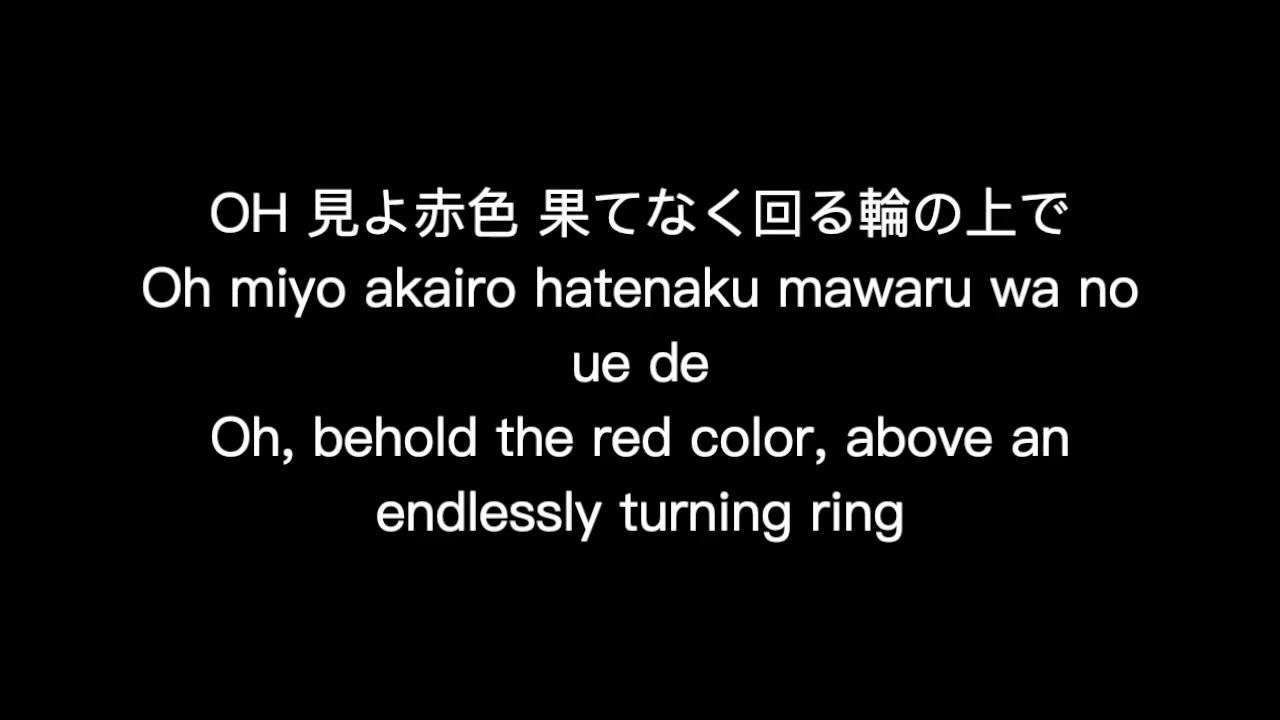 OH 見よ赤色 果てなく回る輪の上で
Oh miyo akairo hatenaku mawaru wa no
ue de
Oh, behold the red color, above an
endlessly turning ring